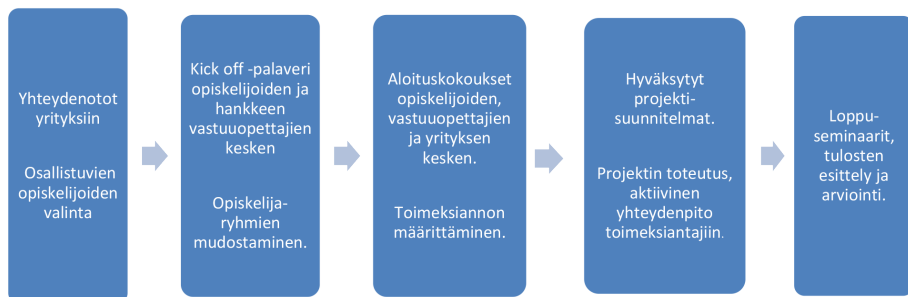 Yhteydenotot
yrityksiin
Osallistuvien
opiskelijoiden
valinta
Kick off -palaveri
opiskelijoiden ja
hankkeen
vastuuopettajien
kesken
Opiskelija-
ryhmien
mudostaminen.
Aloituskokoukset
opiskelijoiden,
vastuuopettajien
ja yrityksen
kesken.
Toimeksiannon
määrittäminen.
Hyväksytyt
projekti-
suunnitelmat.
Projektin toteutus,
aktiivinen
yhteydenpito
toimeksiantajiin.
Loppu-
seminaarit,
tulosten
esittely ja
arviointi.